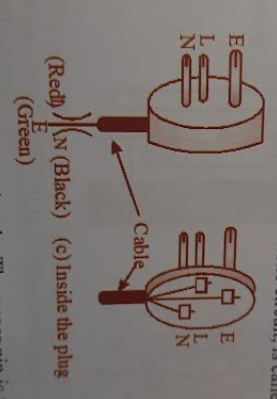 E
L
N
E
L
N
Cable
(Red)
N (Black)
E
(Green)
(c) Inside the plug